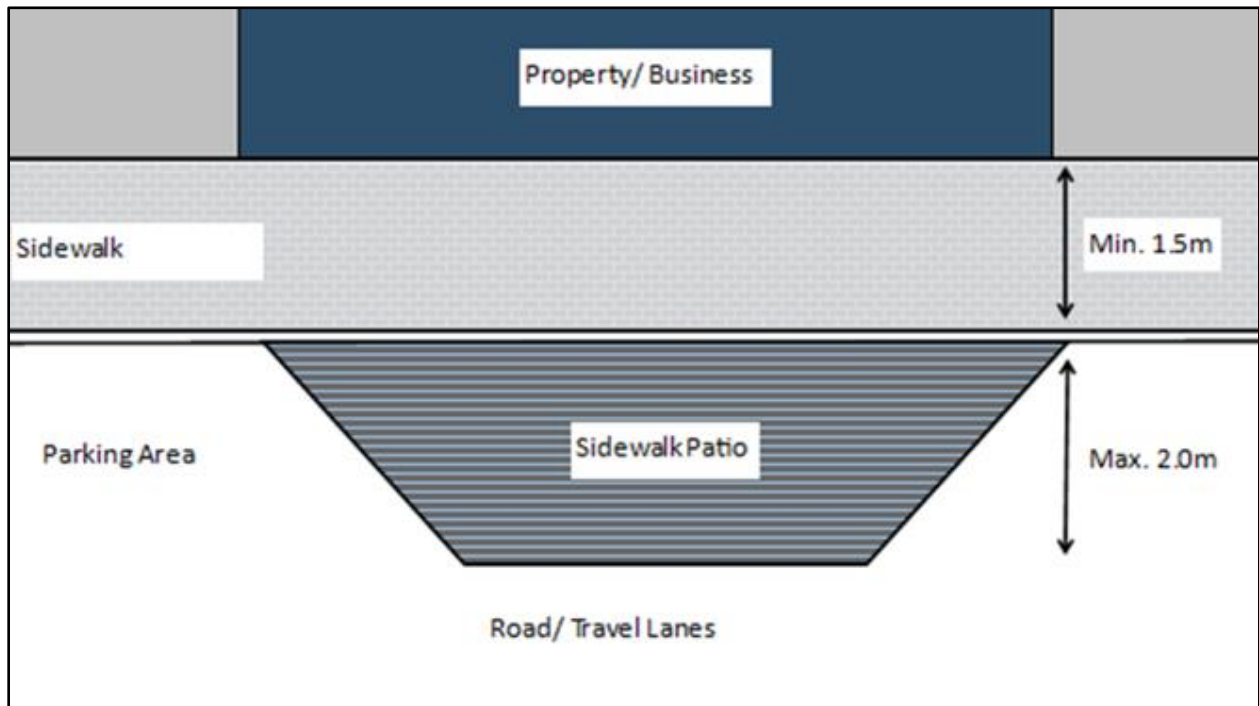 Property/ Business
Sidewalk
Min. 1.5m
Parking Area
Sidewalk Patio
Max. 2.0m
Road/ Travel Lanes